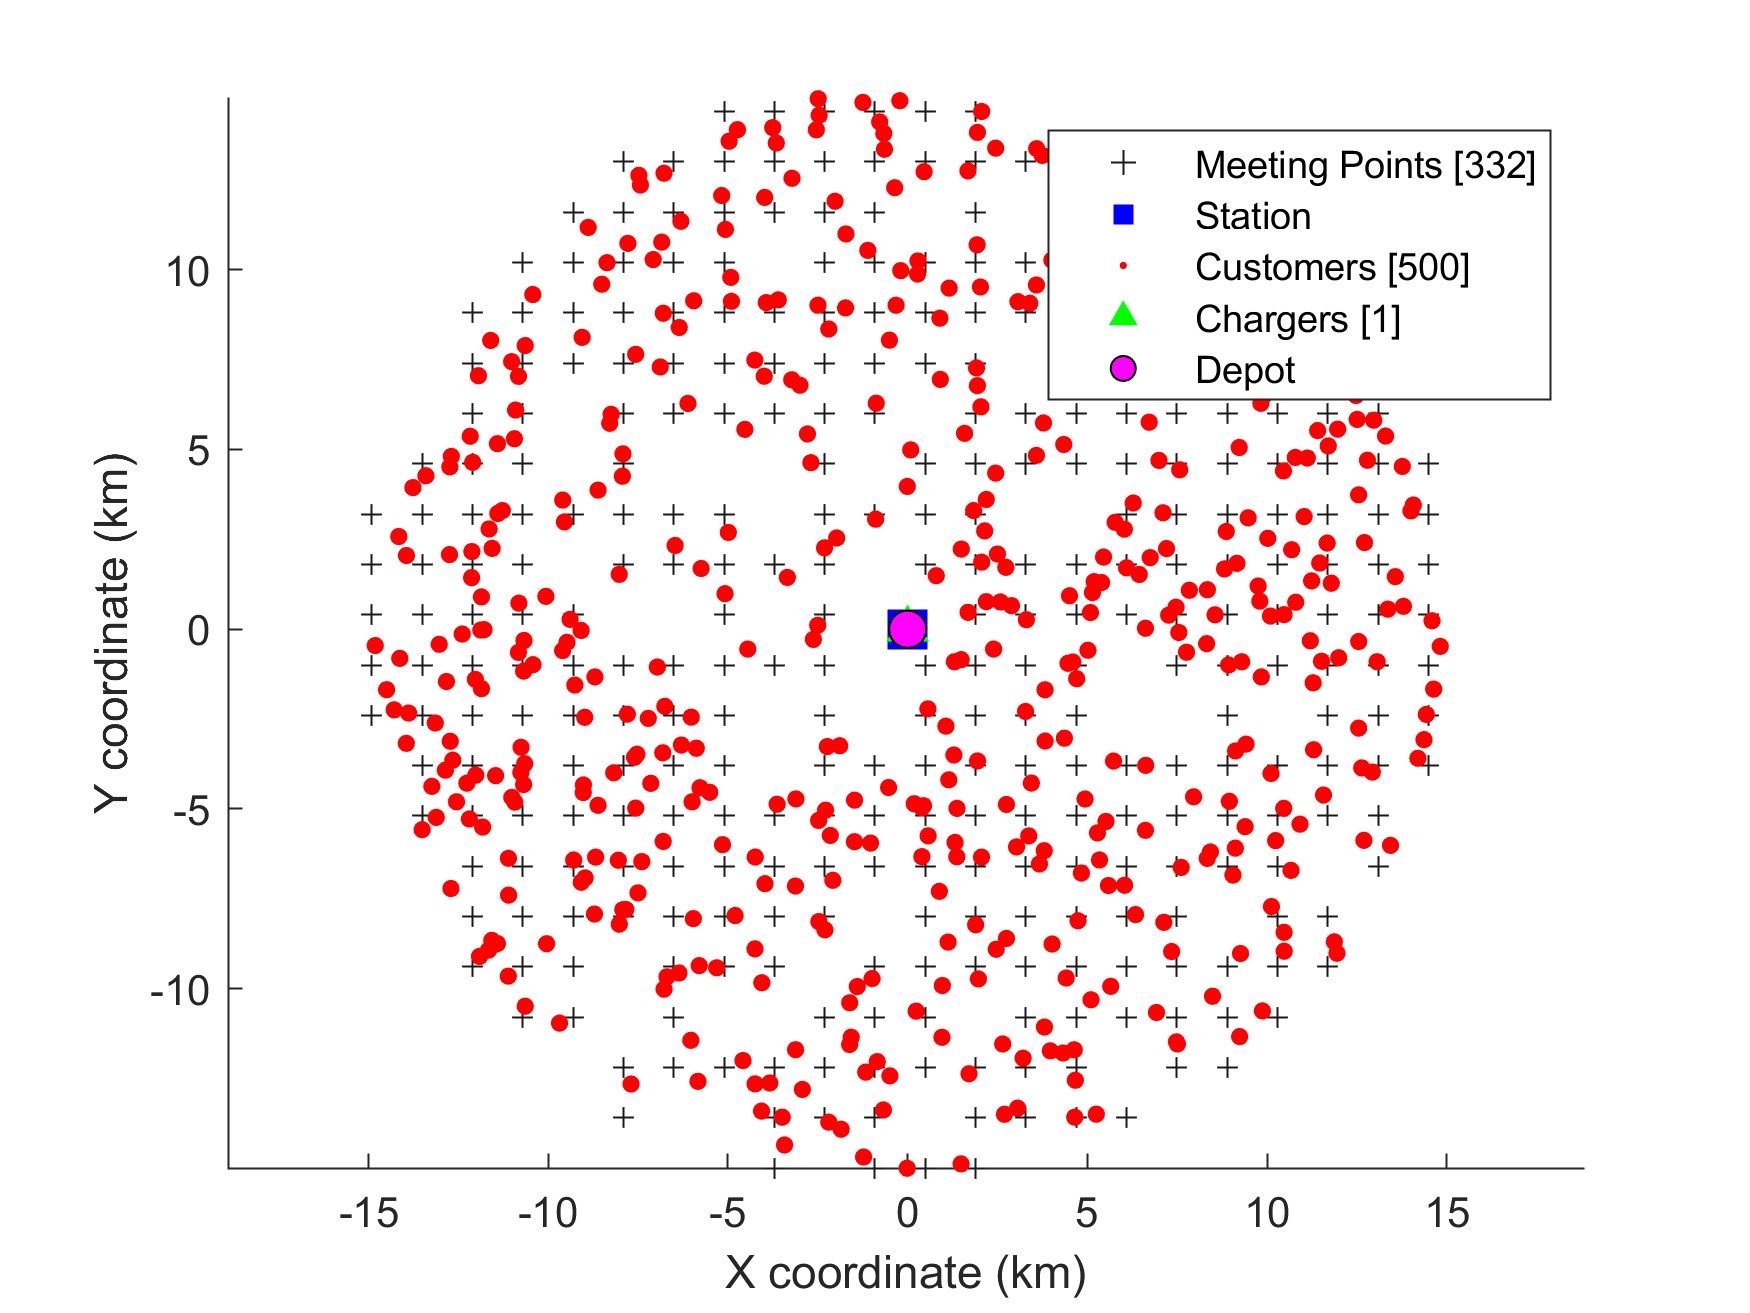 Meeting Points [332]
Station
Customers [500]
Chargers [1]
Depot
10
5
0
-5
-10
Y coordinate (km)
-15 -10 -5 0 5 10 15
X coordinate (km)